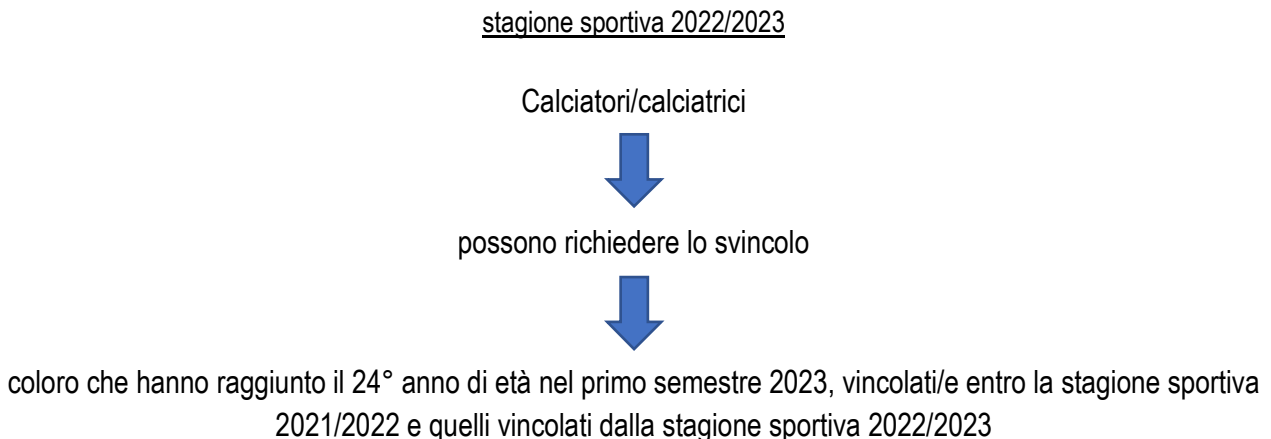 stagione sportiva 2022/2023
Calciatori/calciatrici
possono richiedere lo svincolo
coloro che hanno raggiunto il 24° anno di età nel primo semestre 2023, vincolati/e entro la stagione sportiva
2021/2022 e quelli vincolati dalla stagione sportiva 2022/2023